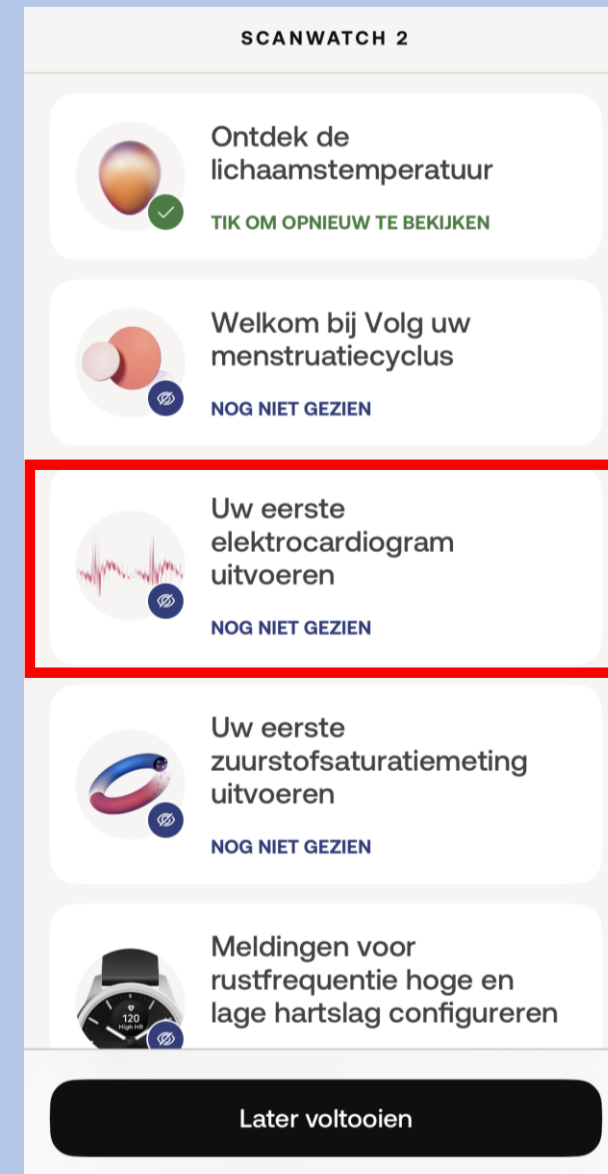 SCANWATCH 2
Ontdek de
lichaamstemperatuur
TIK OM OPNIEUW TE BEKIJKEN
Welkom bij Volg uw
menstruatiecyclus
NOG NIET GEZIEN
Uw eerste
elektrocardiogram
uitvoeren
NOG NIET GEZIEN
Uw eerste
zuurstofsaturatiemeting
uitvoeren
NOG NIET GEZIEN
Meldingen voor
rustfrequentie hoge en
lage hartslag configureren
120
High HR
Later voltooien